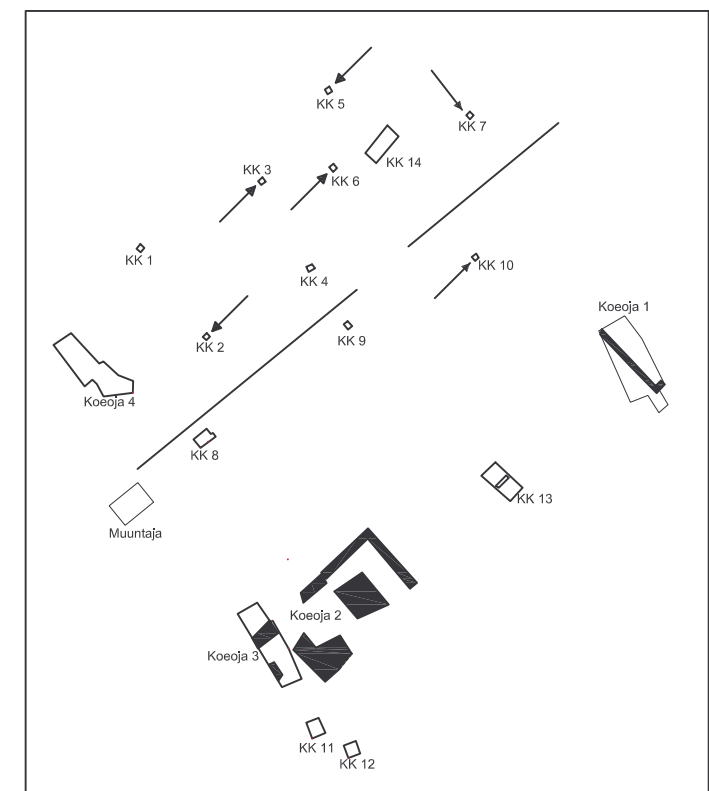 KK 5
KK 7
KK 14
KK 3
KK 6
KK 1
KK 10
KK 4
Koeoja 1
KK 2
KK 9
Koeoja 4
KK 8
KK 13
Muuntaja
Koeoja 2
Koeoja 3
KK 11
KK 12